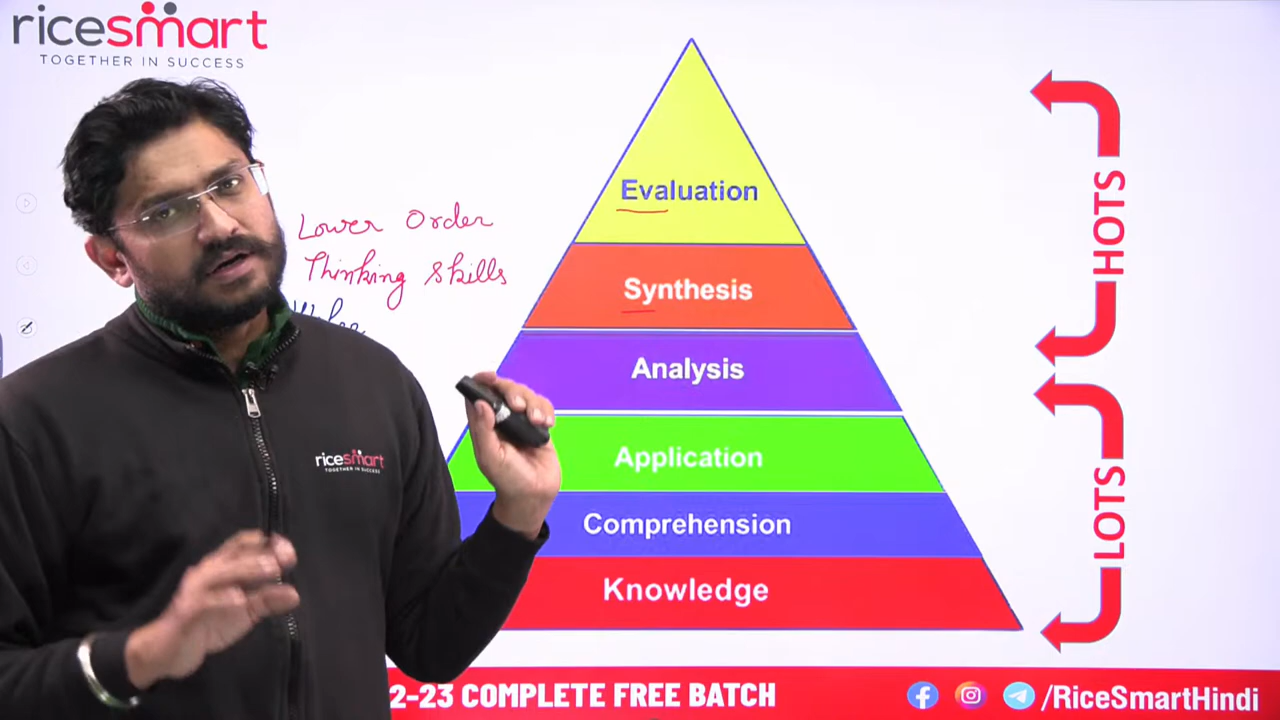 ricesmart
TOGETHER IN SUCCESS
Evaluation
Synthesis
Analysis
Application
Comprehension
Knowledge
HOTS
LOTS
Lower Order
Thinking Skills
ricesmart
TOGETHER IN SUCCESS
2-23 COMPLETE FREE BATCH
/RiceSmartHindi